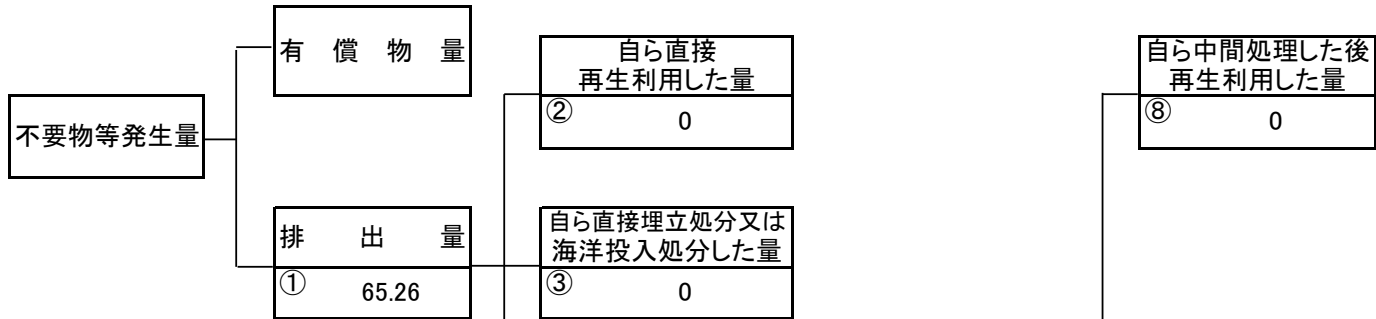 有償物量
自ら直接
再生利用した量
② 0
自ら中間処理した後
再生利用した量
⑧ 0
不要物等発生量
排出量
① 65.26
自ら直接埋立処分又は
海洋投入処分した量
③ 0